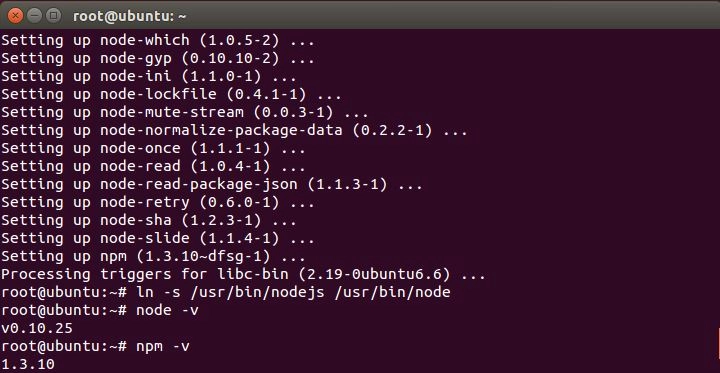 root@ubuntu: ~
Setting up node-which (1.0.5-2) ...
Setting up node-gyp (0.10.10-2) ...
Setting up node-ini (1.1.0-1) ...
Setting up node-lockfile (0.4.1-1) ...
Setting up node-mute-stream (0.0.3-1) ...
Setting up node-normalize-package-data (0.2.2-1) ...
Setting up node-once (1.1.1-1) ...
Setting up node-read (1.0.4-1) ...
Setting up node-read-package-json (1.1.3-1) ...
Setting up node-retry (0.6.0-1) ...
Setting up node-sha (1.2.3-1) ...
Setting up node-slide (1.1.4-1) ...
Setting up npm (1.3.10~dfsg-1) ...
Processing triggers for libc-bin (2.19-0ubuntu6.6) ...
root@ubuntu:~# ln -s /usr/bin/nodejs /usr/bin/node
root@ubuntu:~# node -v
v0.10.25
root@ubuntu:~# npm -v
1.3.10